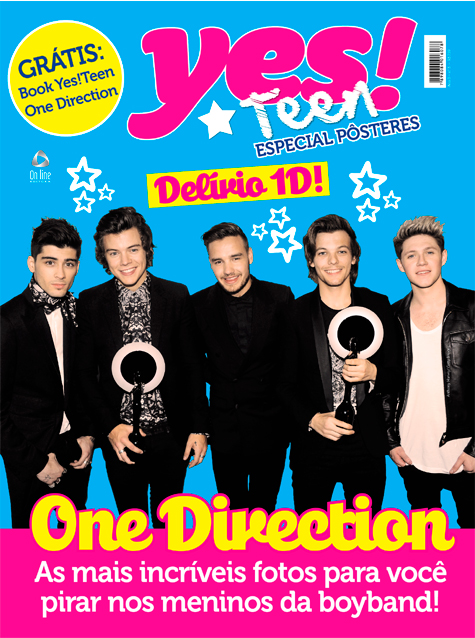 GRÁTIS:
Book Yes!Teen
One Direction
yes!
Teen
ESPECIAL PÔSTERES
On line
EDITORA
Delírio 1D!
One Direction
As mais incríveis fotos para você
pirar nos meninos da boyband!